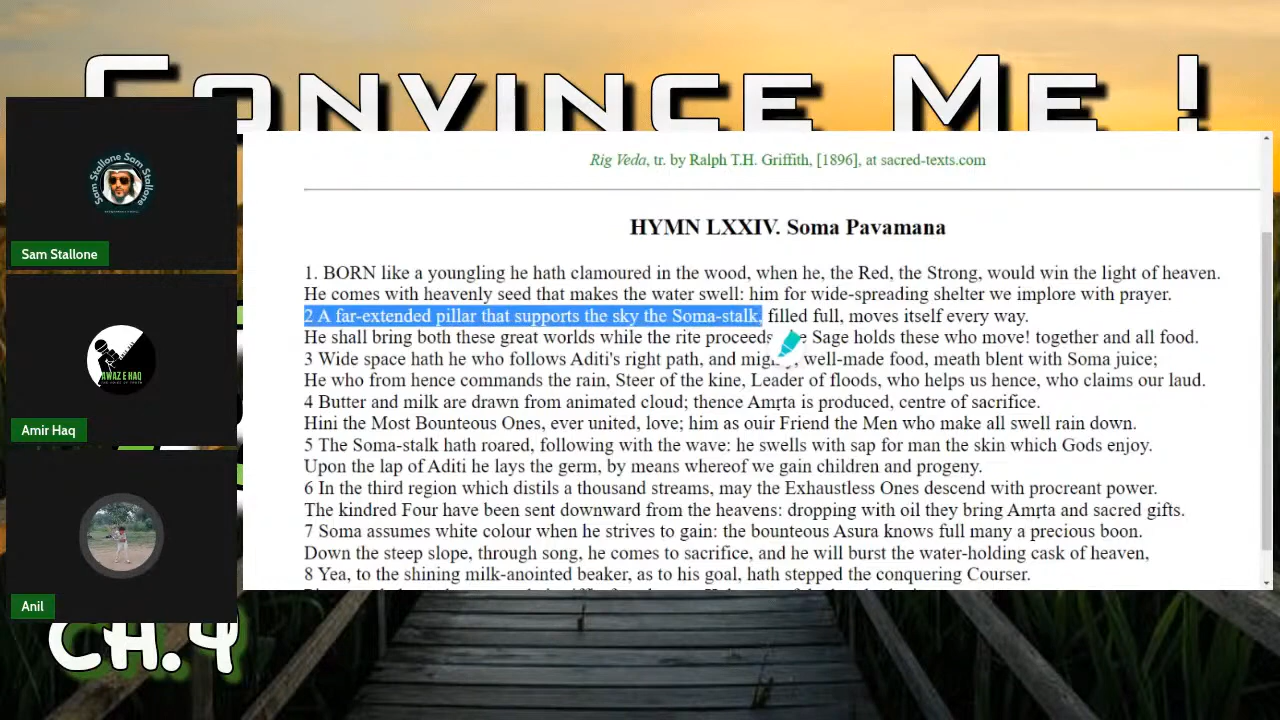 Convince Me !
Sam Stallone Sam Stallone
Sam Stallone
AWAZ E HAQ
Amir Haq
Anil
CH.4
Rig Veda, tr. by Ralph T.H. Griffith, [1896], at sacred-texts.com
HYMN LXXIV. Soma Pavamana
1. BORN like a youngling he hath clamoured in the wood, when he, the Red, the Strong, would win the light of heaven.
He comes with heavenly seed that makes the water swell: him for wide-spreading shelter we implore with prayer.
2 A far-extended pillar that supports the sky the Soma-stalk, filled full, moves itself every way.
He shall bring both these great worlds while the rite proceeds Sage holds these who move! together and all food.
3 Wide space hath he who follows Aditi's right path, and well-made food, meath blent with Soma juice;
He who from hence commands the rain, Steer of the kine, Leader of floods, who helps us hence, who claims our laud.
4 Butter and milk are drawn from animated cloud; thence Amṛta is produced, centre of sacrifice.
Hini the Most Bounteous Ones, ever united, love; him as ouir Friend the Men who make all swell rain down.
5 The Soma-stalk hath roared, following with the wave: he swells with sap for man the skin which Gods enjoy.
Upon the lap of Aditi he lays the germ, by means whereof we gain children and progeny.
6 In the third region which distils a thousand streams, may the Exhaustless Ones descend with procreant power.
The kindred Four have been sent downward from the heavens: dropping with oil they bring Amṛta and sacred gifts.
7 Soma assumes white colour when he strives to gain: the bounteous Asura knows full many a precious boon.
Down the steep slope, through song, he comes to sacrifice, and he will burst the water-holding cask of heaven,
8 Yea, to the shining milk-anointed beaker, as to his goal, hath stepped the conquering Courser.